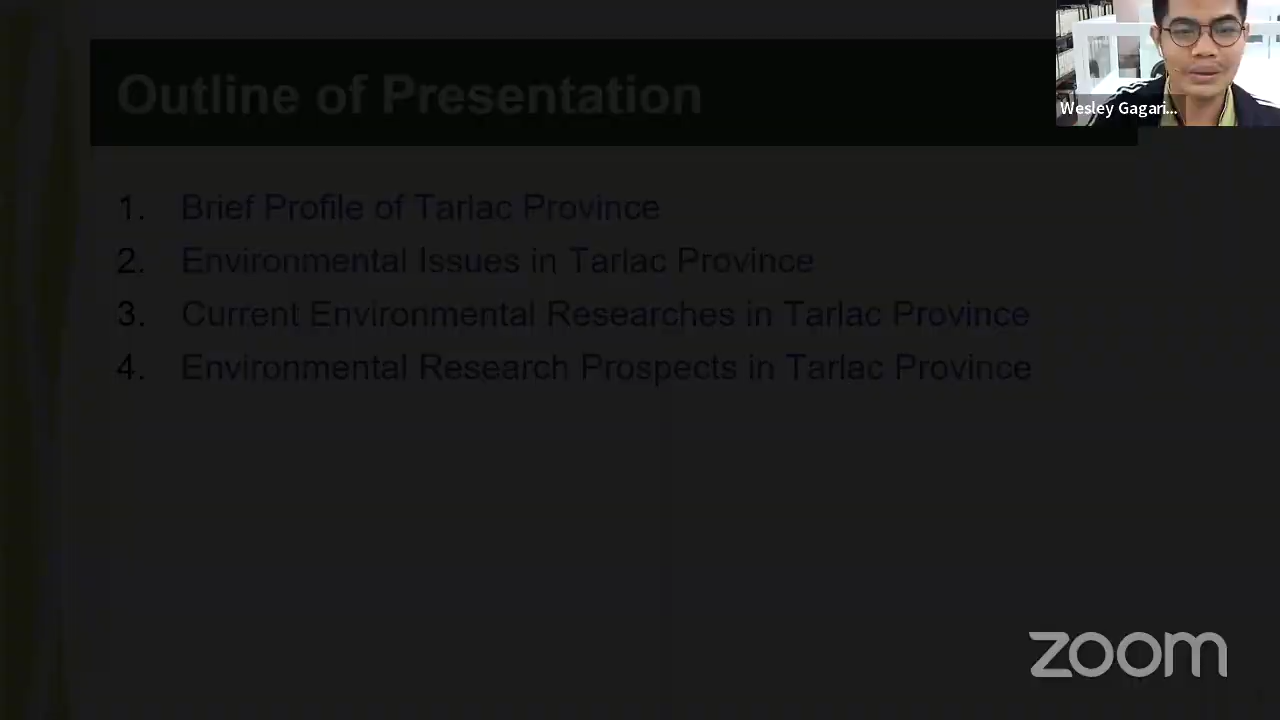 Outline of Presentation
Wesley Gagari...
1. Brief Profile of Tarlac Province
2. Environmental Issues in Tarlac Province
3. Current Environmental Researches in Tarlac Province
4. Environmental Research Prospects in Tarlac Province
zoom